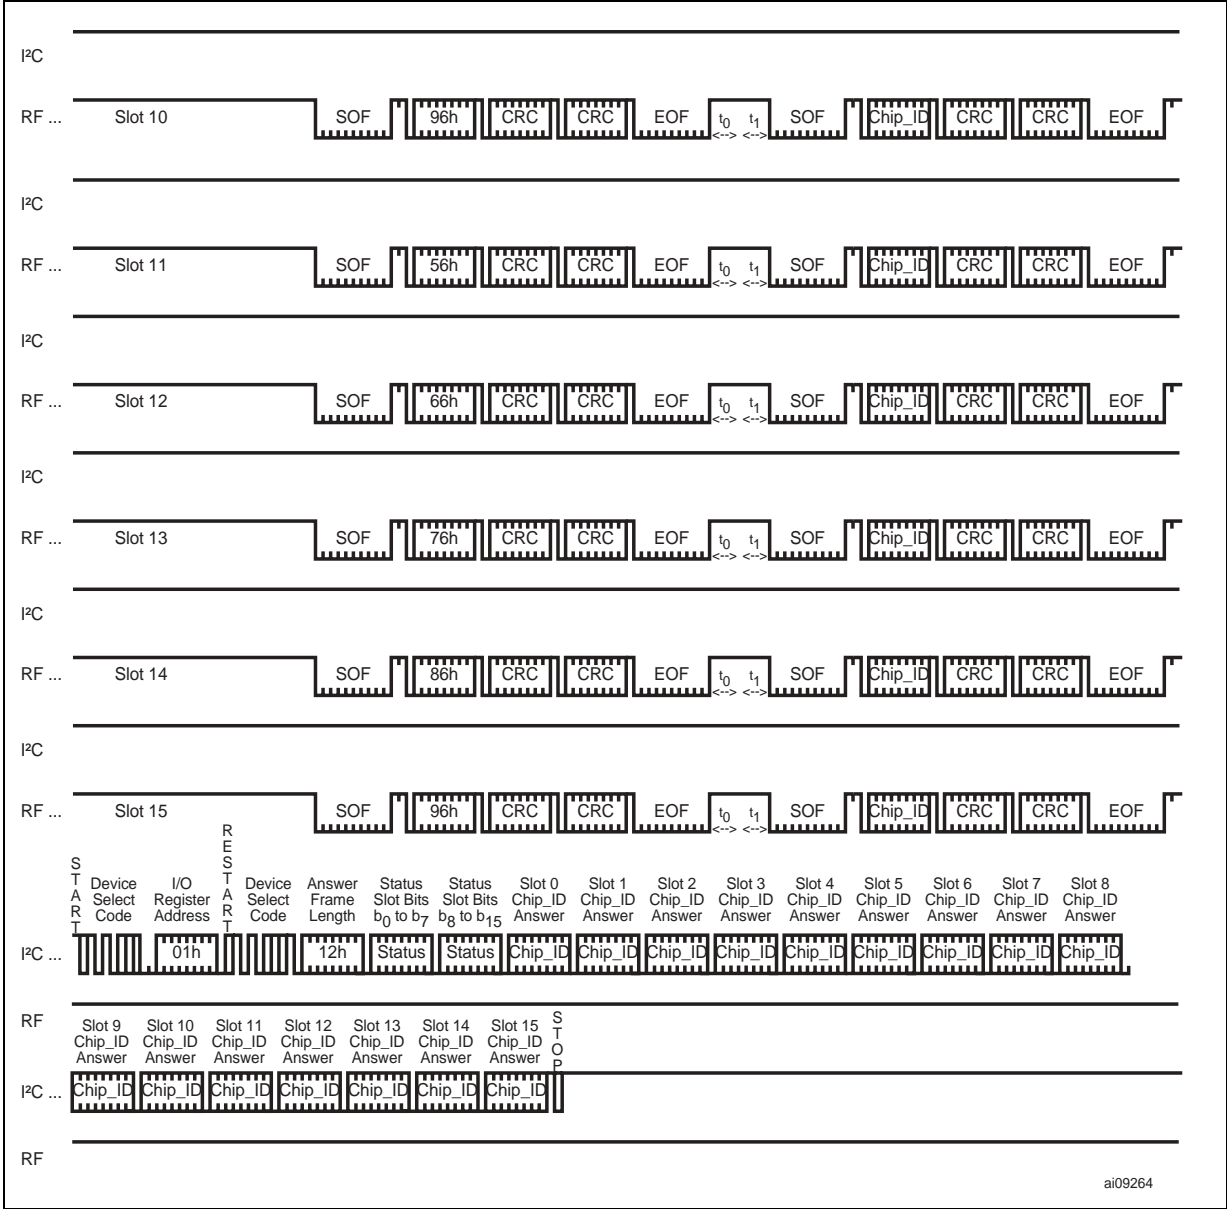 I²C
RF ... Slot 10 SOF 96h CRC CRC EOF t0 t1 SOF Chip_ID CRC CRC EOF
<--> <-->
I²C
RF ... Slot 11 SOF 56h CRC CRC EOF t0 t1 SOF Chip_ID CRC CRC EOF
<--> <-->
I²C
RF ... Slot 12 SOF 66h CRC CRC EOF t0 t1 SOF Chip_ID CRC CRC EOF
<--> <-->
I²C
RF ... Slot 13 SOF 76h CRC CRC EOF t0 t1 SOF Chip_ID CRC CRC EOF
<--> <-->
I²C
RF ... Slot 14 SOF 86h CRC CRC EOF t0 t1 SOF Chip_ID CRC CRC EOF
<--> <-->
I²C
RF ... Slot 15 SOF 96h CRC CRC EOF t0 t1 SOF Chip_ID CRC CRC EOF
<--> <-->
START
Device Select Code
I/O Register Address
RESTART
Device Select Code
Answer Frame Length
Status Slot Bits b0 to b7
Status Slot Bits b8 to b15
Slot 0 Chip_ID Answer
Slot 1 Chip_ID Answer
Slot 2 Chip_ID Answer
Slot 3 Chip_ID Answer
Slot 4 Chip_ID Answer
Slot 5 Chip_ID Answer
Slot 6 Chip_ID Answer
Slot 7 Chip_ID Answer
Slot 8 Chip_ID Answer
I²C ... 01h 12h Status Status Chip_ID Chip_ID Chip_ID Chip_ID Chip_ID Chip_ID Chip_ID Chip_ID Chip_ID
RF
Slot 9 Chip_ID Answer
Slot 10 Chip_ID Answer
Slot 11 Chip_ID Answer
Slot 12 Chip_ID Answer
Slot 13 Chip_ID Answer
Slot 14 Chip_ID Answer
Slot 15 Chip_ID Answer
STOP
I²C ... Chip_ID Chip_ID Chip_ID Chip_ID Chip_ID Chip_ID Chip_ID
RF
ai09264